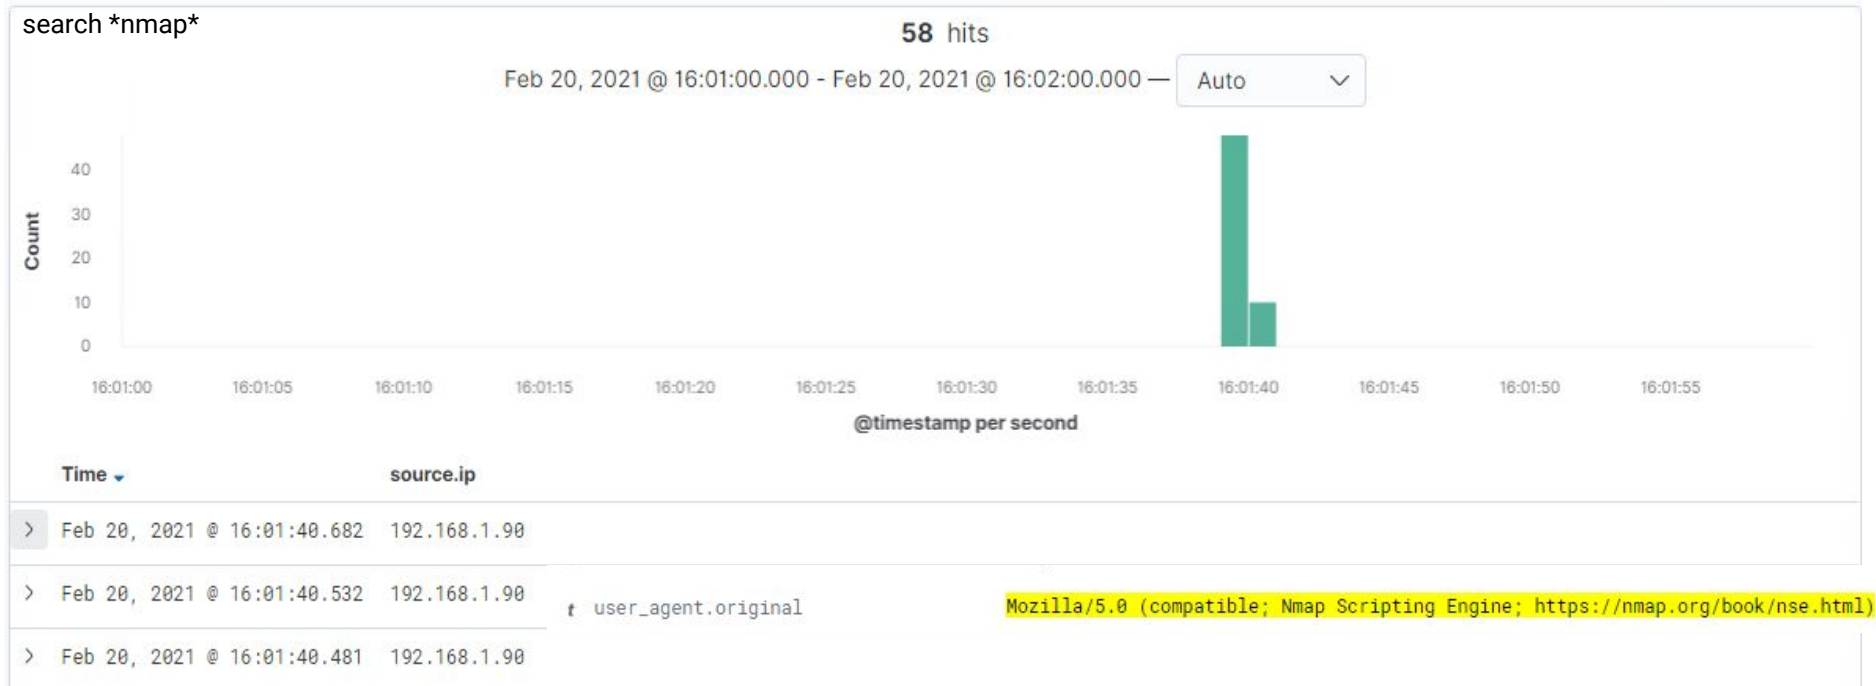 search *nmap*
58 hits
Feb 20, 2021 @ 16:01:00.000 - Feb 20, 2021 @ 16:02:00.000 — Auto
Count
40
30
20
10
0
16:01:00 16:01:05 16:01:10 16:01:15 16:01:20 16:01:25 16:01:30 16:01:35 16:01:40 16:01:45 16:01:50 16:01:55
@timestamp per second
Time source.ip
Feb 20, 2021 @ 16:01:40.682 192.168.1.90
Feb 20, 2021 @ 16:01:40.532 192.168.1.90
t user_agent.original Mozilla/5.0 (compatible; Nmap Scripting Engine; https://nmap.org/book/nse.html)
Feb 20, 2021 @ 16:01:40.481 192.168.1.90